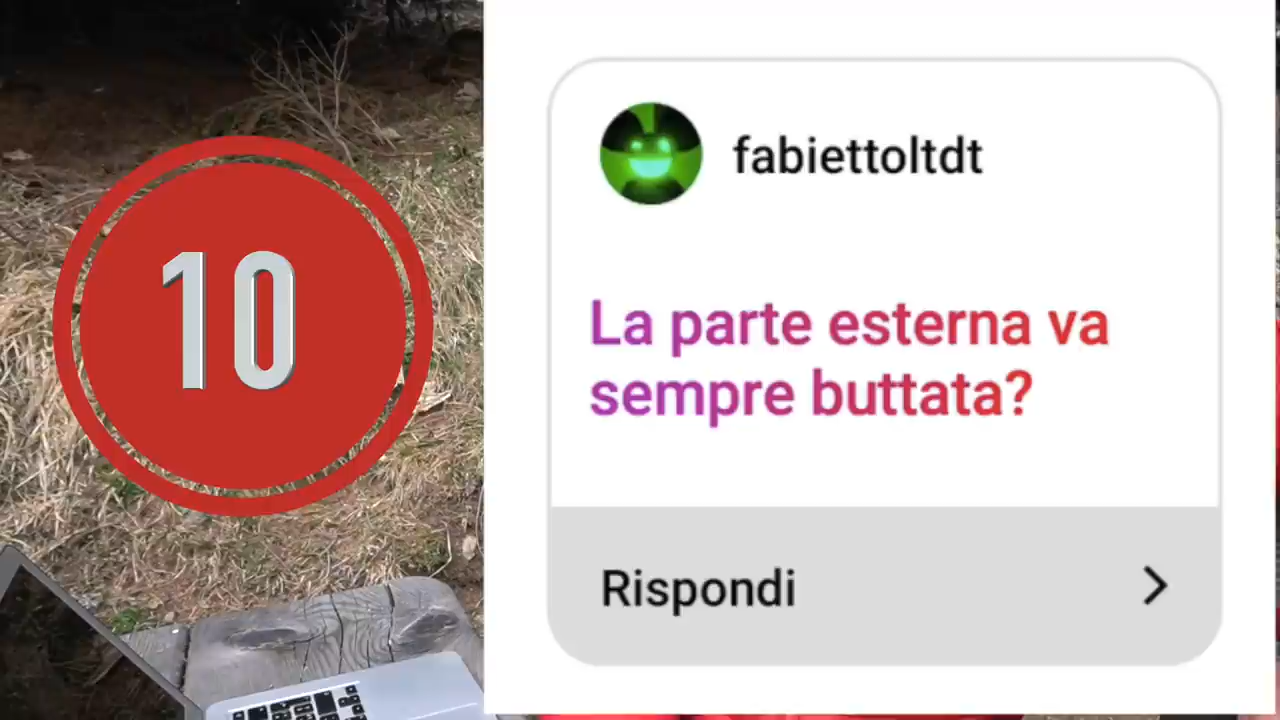 10
fabiettoltdt
La parte esterna va
sempre buttata?
Rispondi